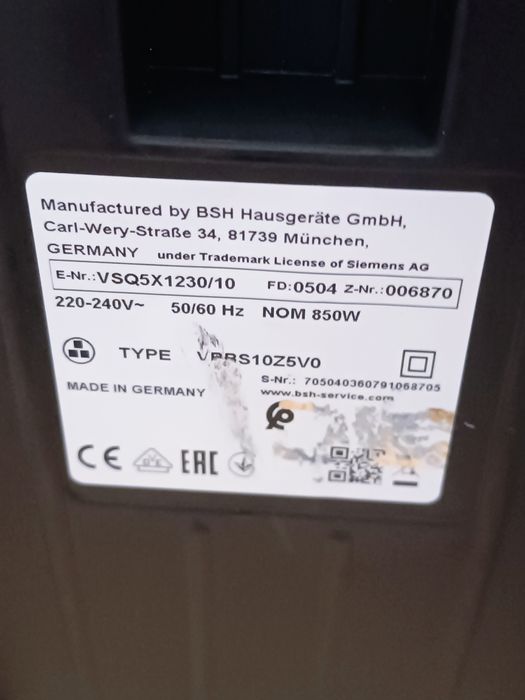 Manufactured by BSH Hausgeräte GmbH,
Carl-Wery-Straße 34, 81739 München,
GERMANY under Trademark License of Siemens AG
E-Nr.:VSQ5X1230/10 FD:0504 Z-Nr.:006870
220-240V~ 50/60 Hz NOM 850W
TYPE VBBS10Z5V0
S-Nr.: 705040360791068705
MADE IN GERMANY www.bsh-service.com
CE EAC